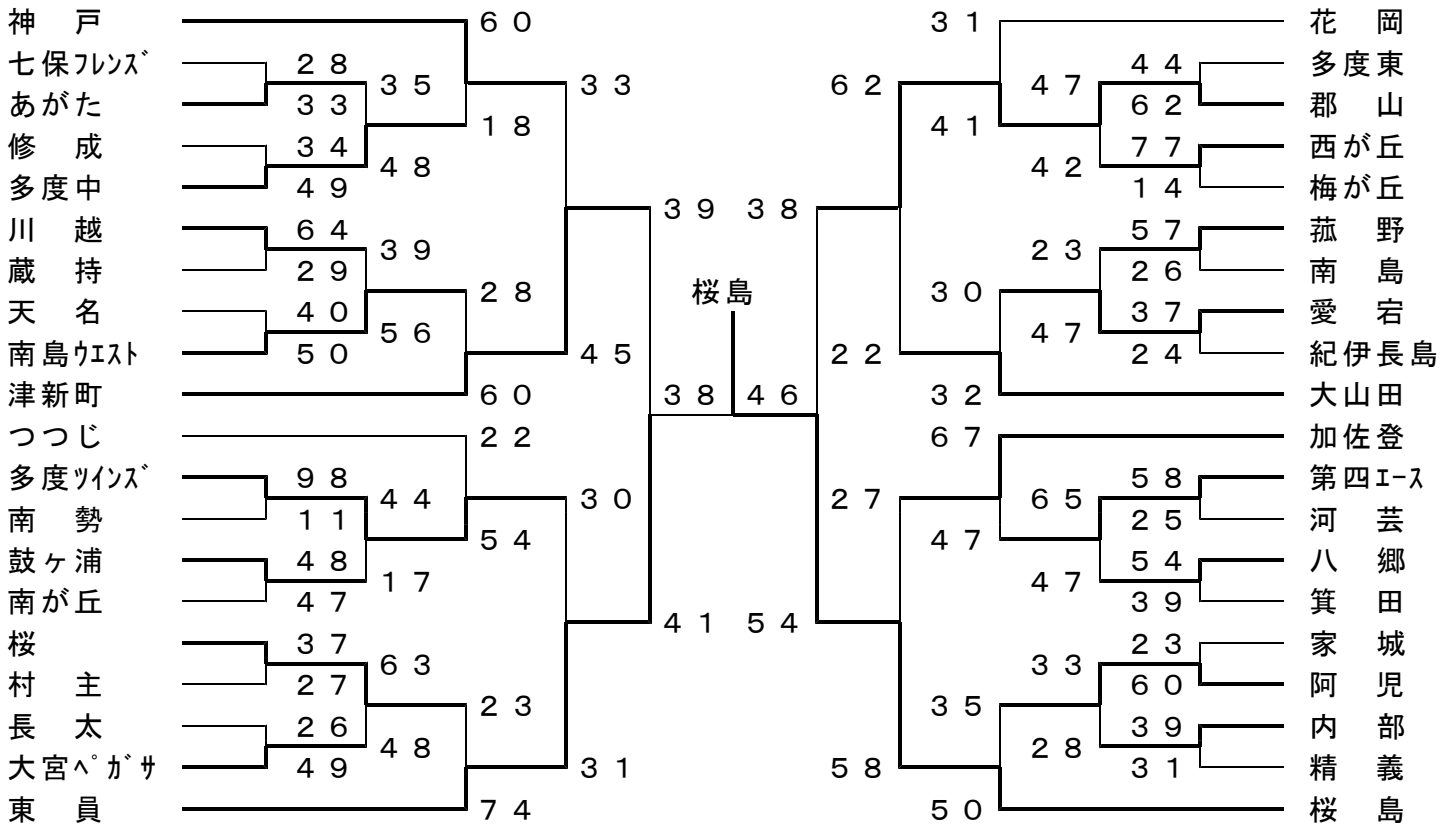 神　戸　６０　３１　花　岡
七保ﾌﾚﾝｽﾞ　２８　３５　３３　６２　４７　４４　多度東
あがた　３３　６２　郡　山
修　成　３４　４８　１８　４１　４２　７７　西が丘
多度中　４９　１４　梅が丘
川　越　６４　３９　３９　３８　２３　５７　菰　野
蔵　持　２９　２６　南　島
天　名　４０　５６　２８　桜島　３０　４７　３７　愛　宕
南島ｳｴｽﾄ　５０　４５　２２　２４　紀伊長島
津新町　６０　３８　４６　３２　大山田
つつじ　２２　６７　加佐登
多度ﾂｲﾝｽﾞ　９８　４４　３０　２７　６５　５８　第四ｴｰｽ
南　勢　１１　２５　河　芸
鼓ヶ浦　４８　１７　５４　４７　４７　５４　八　郷
南が丘　４７　３９　箕　田
桜　３７　６３　４１　５４　３３　２３　家　城
村　主　２７　６０　阿　児
長　太　２６　４８　２３　３５　２８　３９　内　部
大宮ﾍﾟｶﾞｻ　４９　３１　５８　３１　精　義
東　員　７４　５０　桜　島